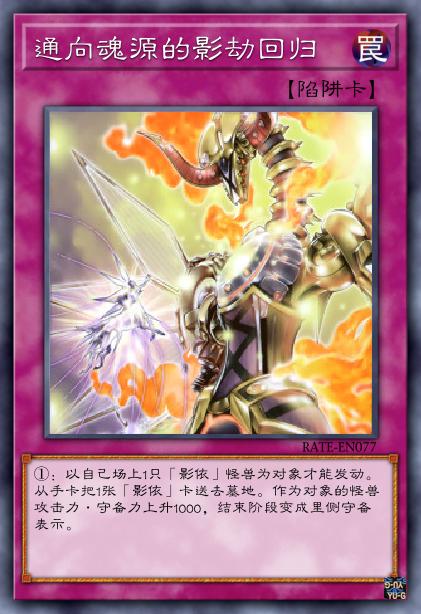 通向魂源的影劫回归
罠
【陷阱卡】
RATE-EN077
①：以自己场上1只「影依」怪兽为对象才能发动。
从手卡把1张「影依」卡送去墓地。作为对象的怪兽
攻击力·守备力上升1000，结束阶段变成里侧守备
表示。
YU-G